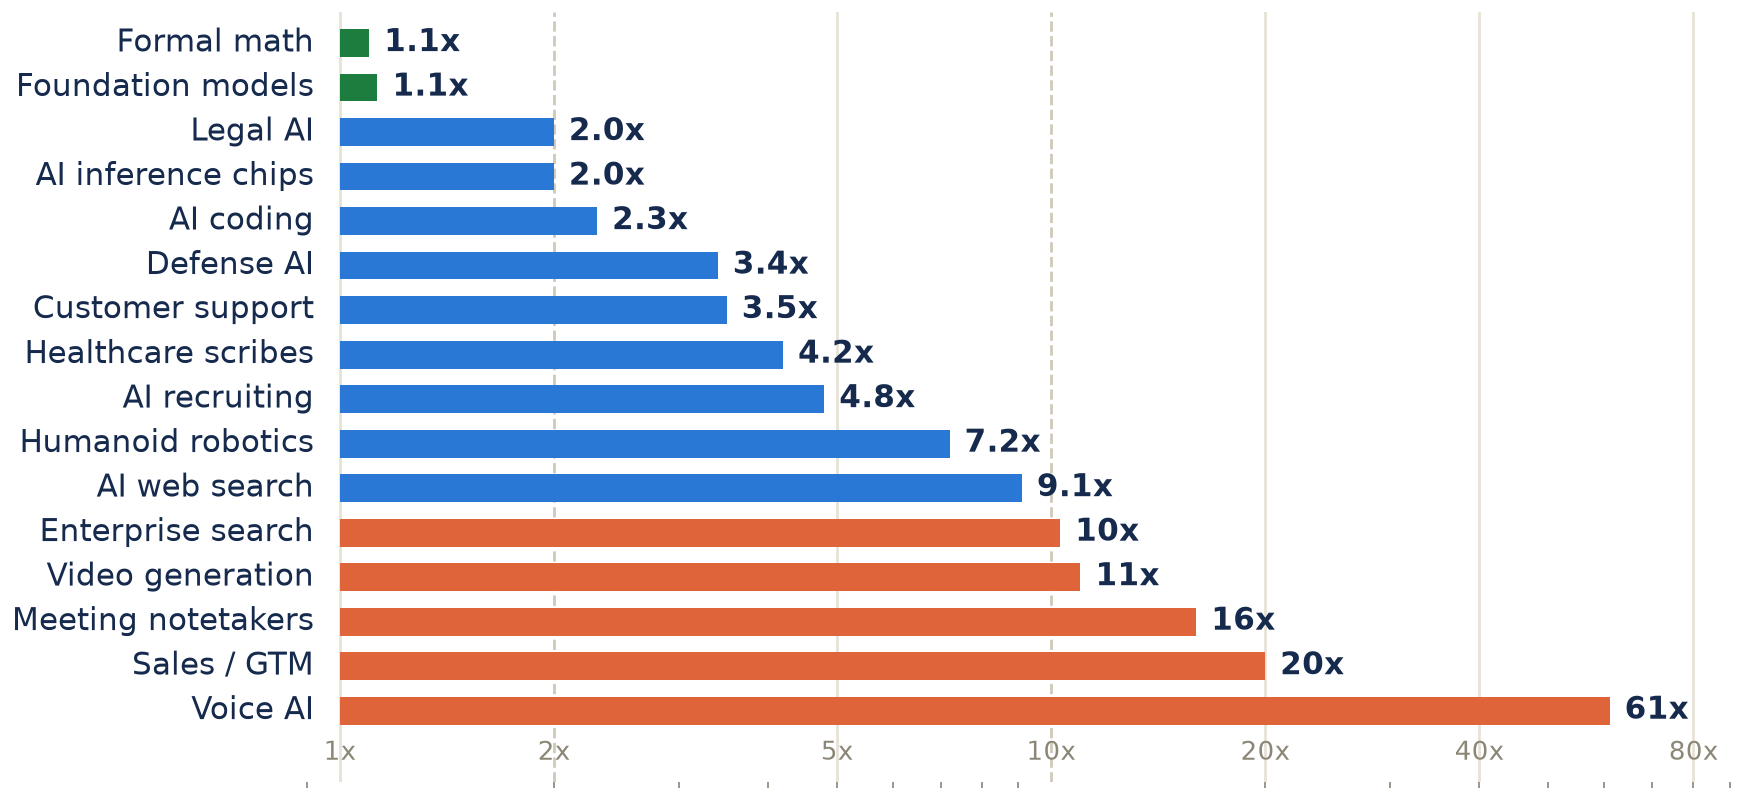 Formal math 1.1x
Foundation models 1.1x
Legal AI 2.0x
AI inference chips 2.0x
AI coding 2.3x
Defense AI 3.4x
Customer support 3.5x
Healthcare scribes 4.2x
AI recruiting 4.8x
Humanoid robotics 7.2x
AI web search 9.1x
Enterprise search 10x
Video generation 11x
Meeting notetakers 16x
Sales / GTM 20x
Voice AI 61x
1x 2x 5x 10x 20x 40x 80x